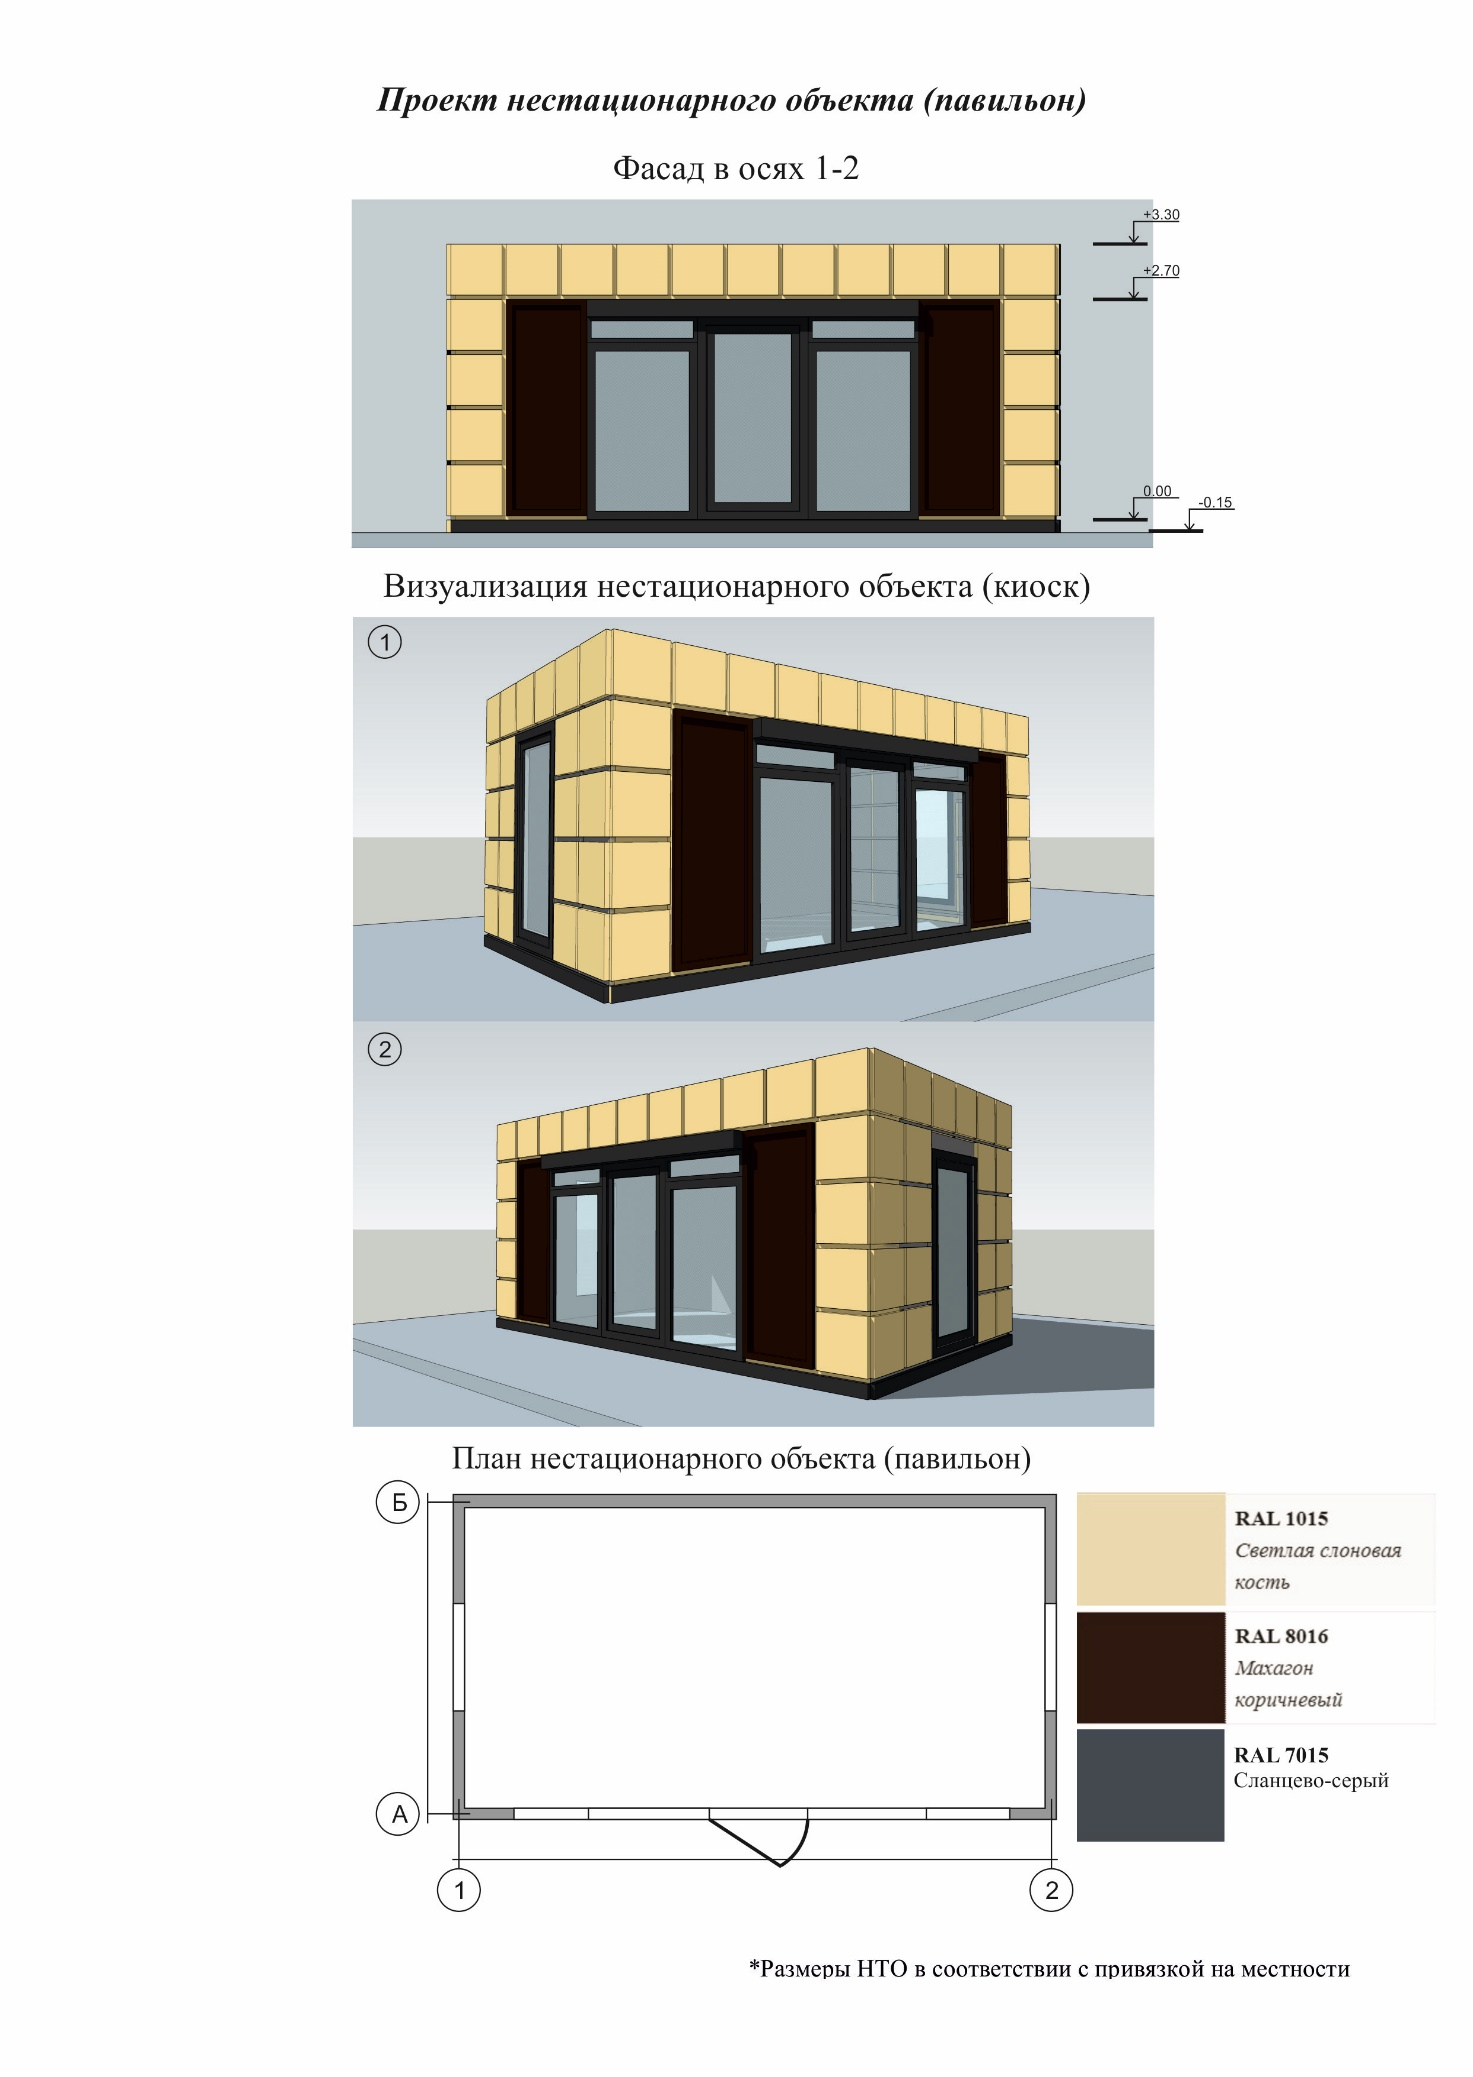 Проект нестационарного объекта (павильон)
Фасад в осях 1-2
+3.30
+2.70
0.00
-0.15
Визуализация нестационарного объекта (киоск)
1
2
План нестационарного объекта (павильон)
Б
RAL 1015
Светлая слоновая
кость
RAL 8016
Махагон
коричневый
RAL 7015
Сланцево-серый
А
1
2
*Размеры НТО в соответствии с привязкой на местности